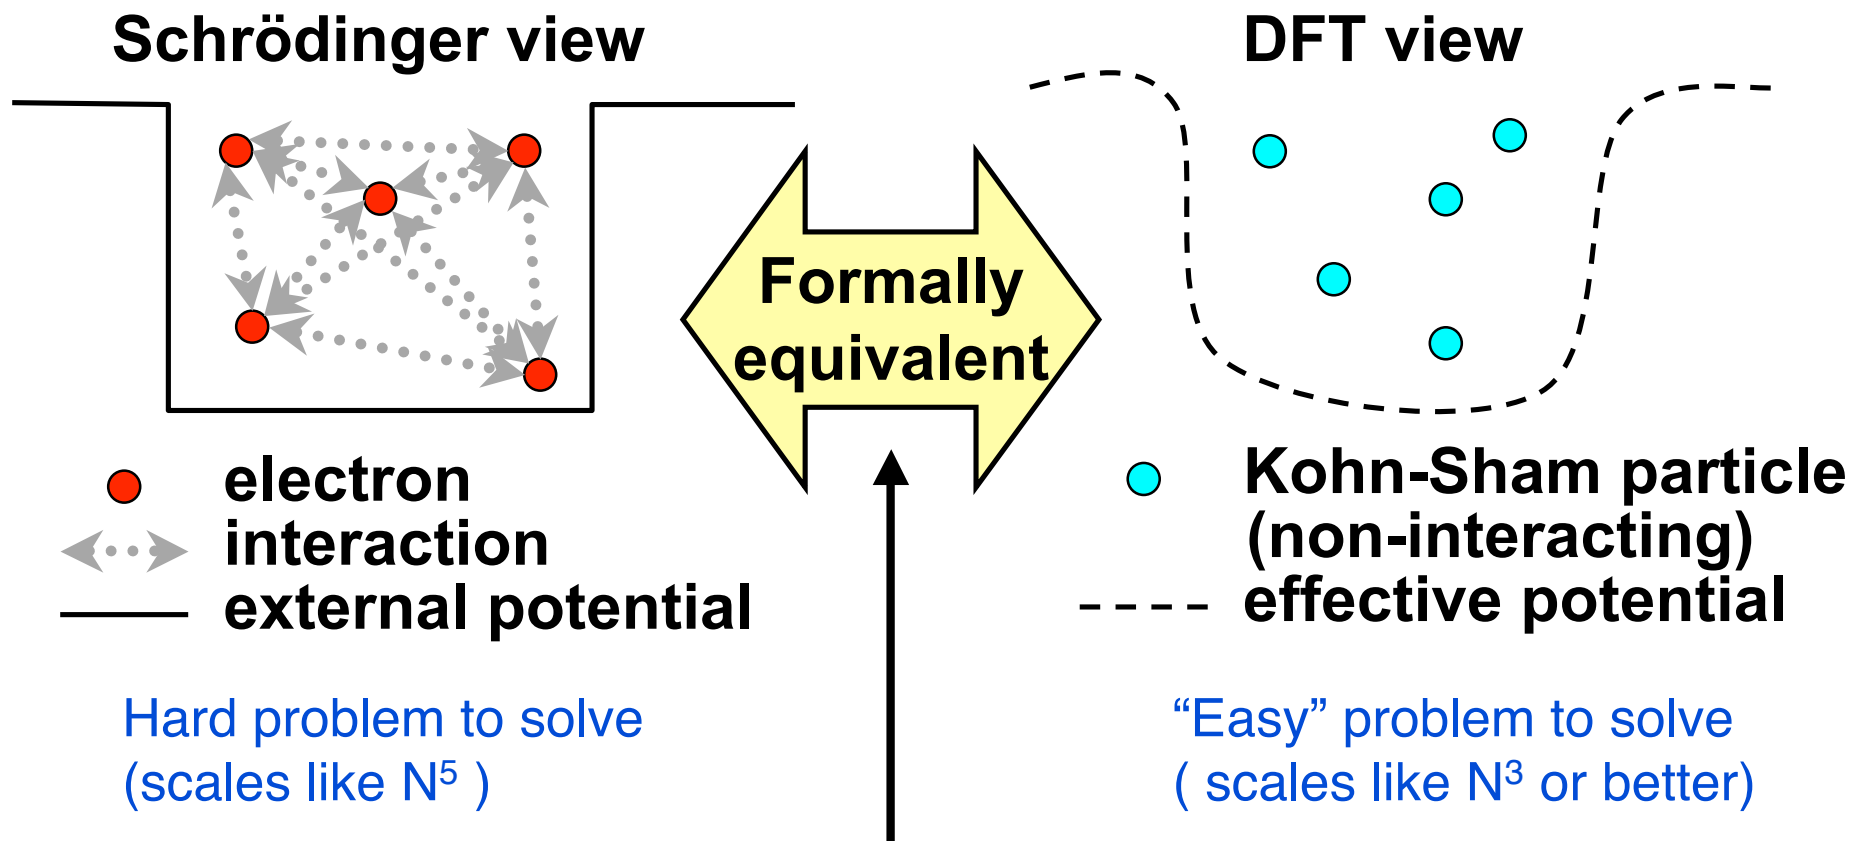 Schrödinger view
DFT view
Formally
equivalent
electron
interaction
external potential
Kohn-Sham particle
(non-interacting)
effective potential
Hard problem to solve
(scales like N⁵ )
“Easy” problem to solve
( scales like N³ or better)